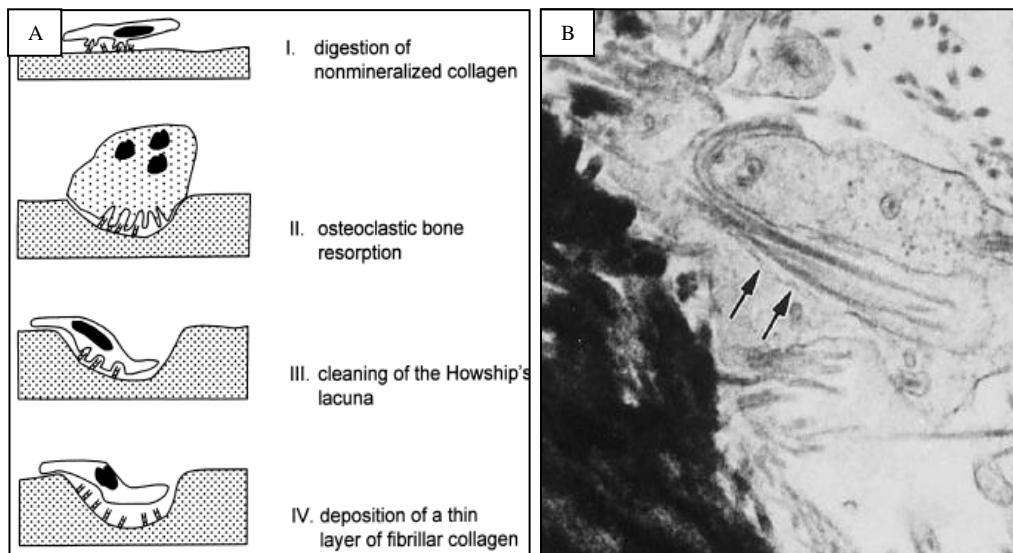 A
I. digestion of
nonmineralized collagen
II. osteoclastic bone
resorption
III. cleaning of the Howship's
lacuna
IV. deposition of a thin
layer of fibrillar collagen
B